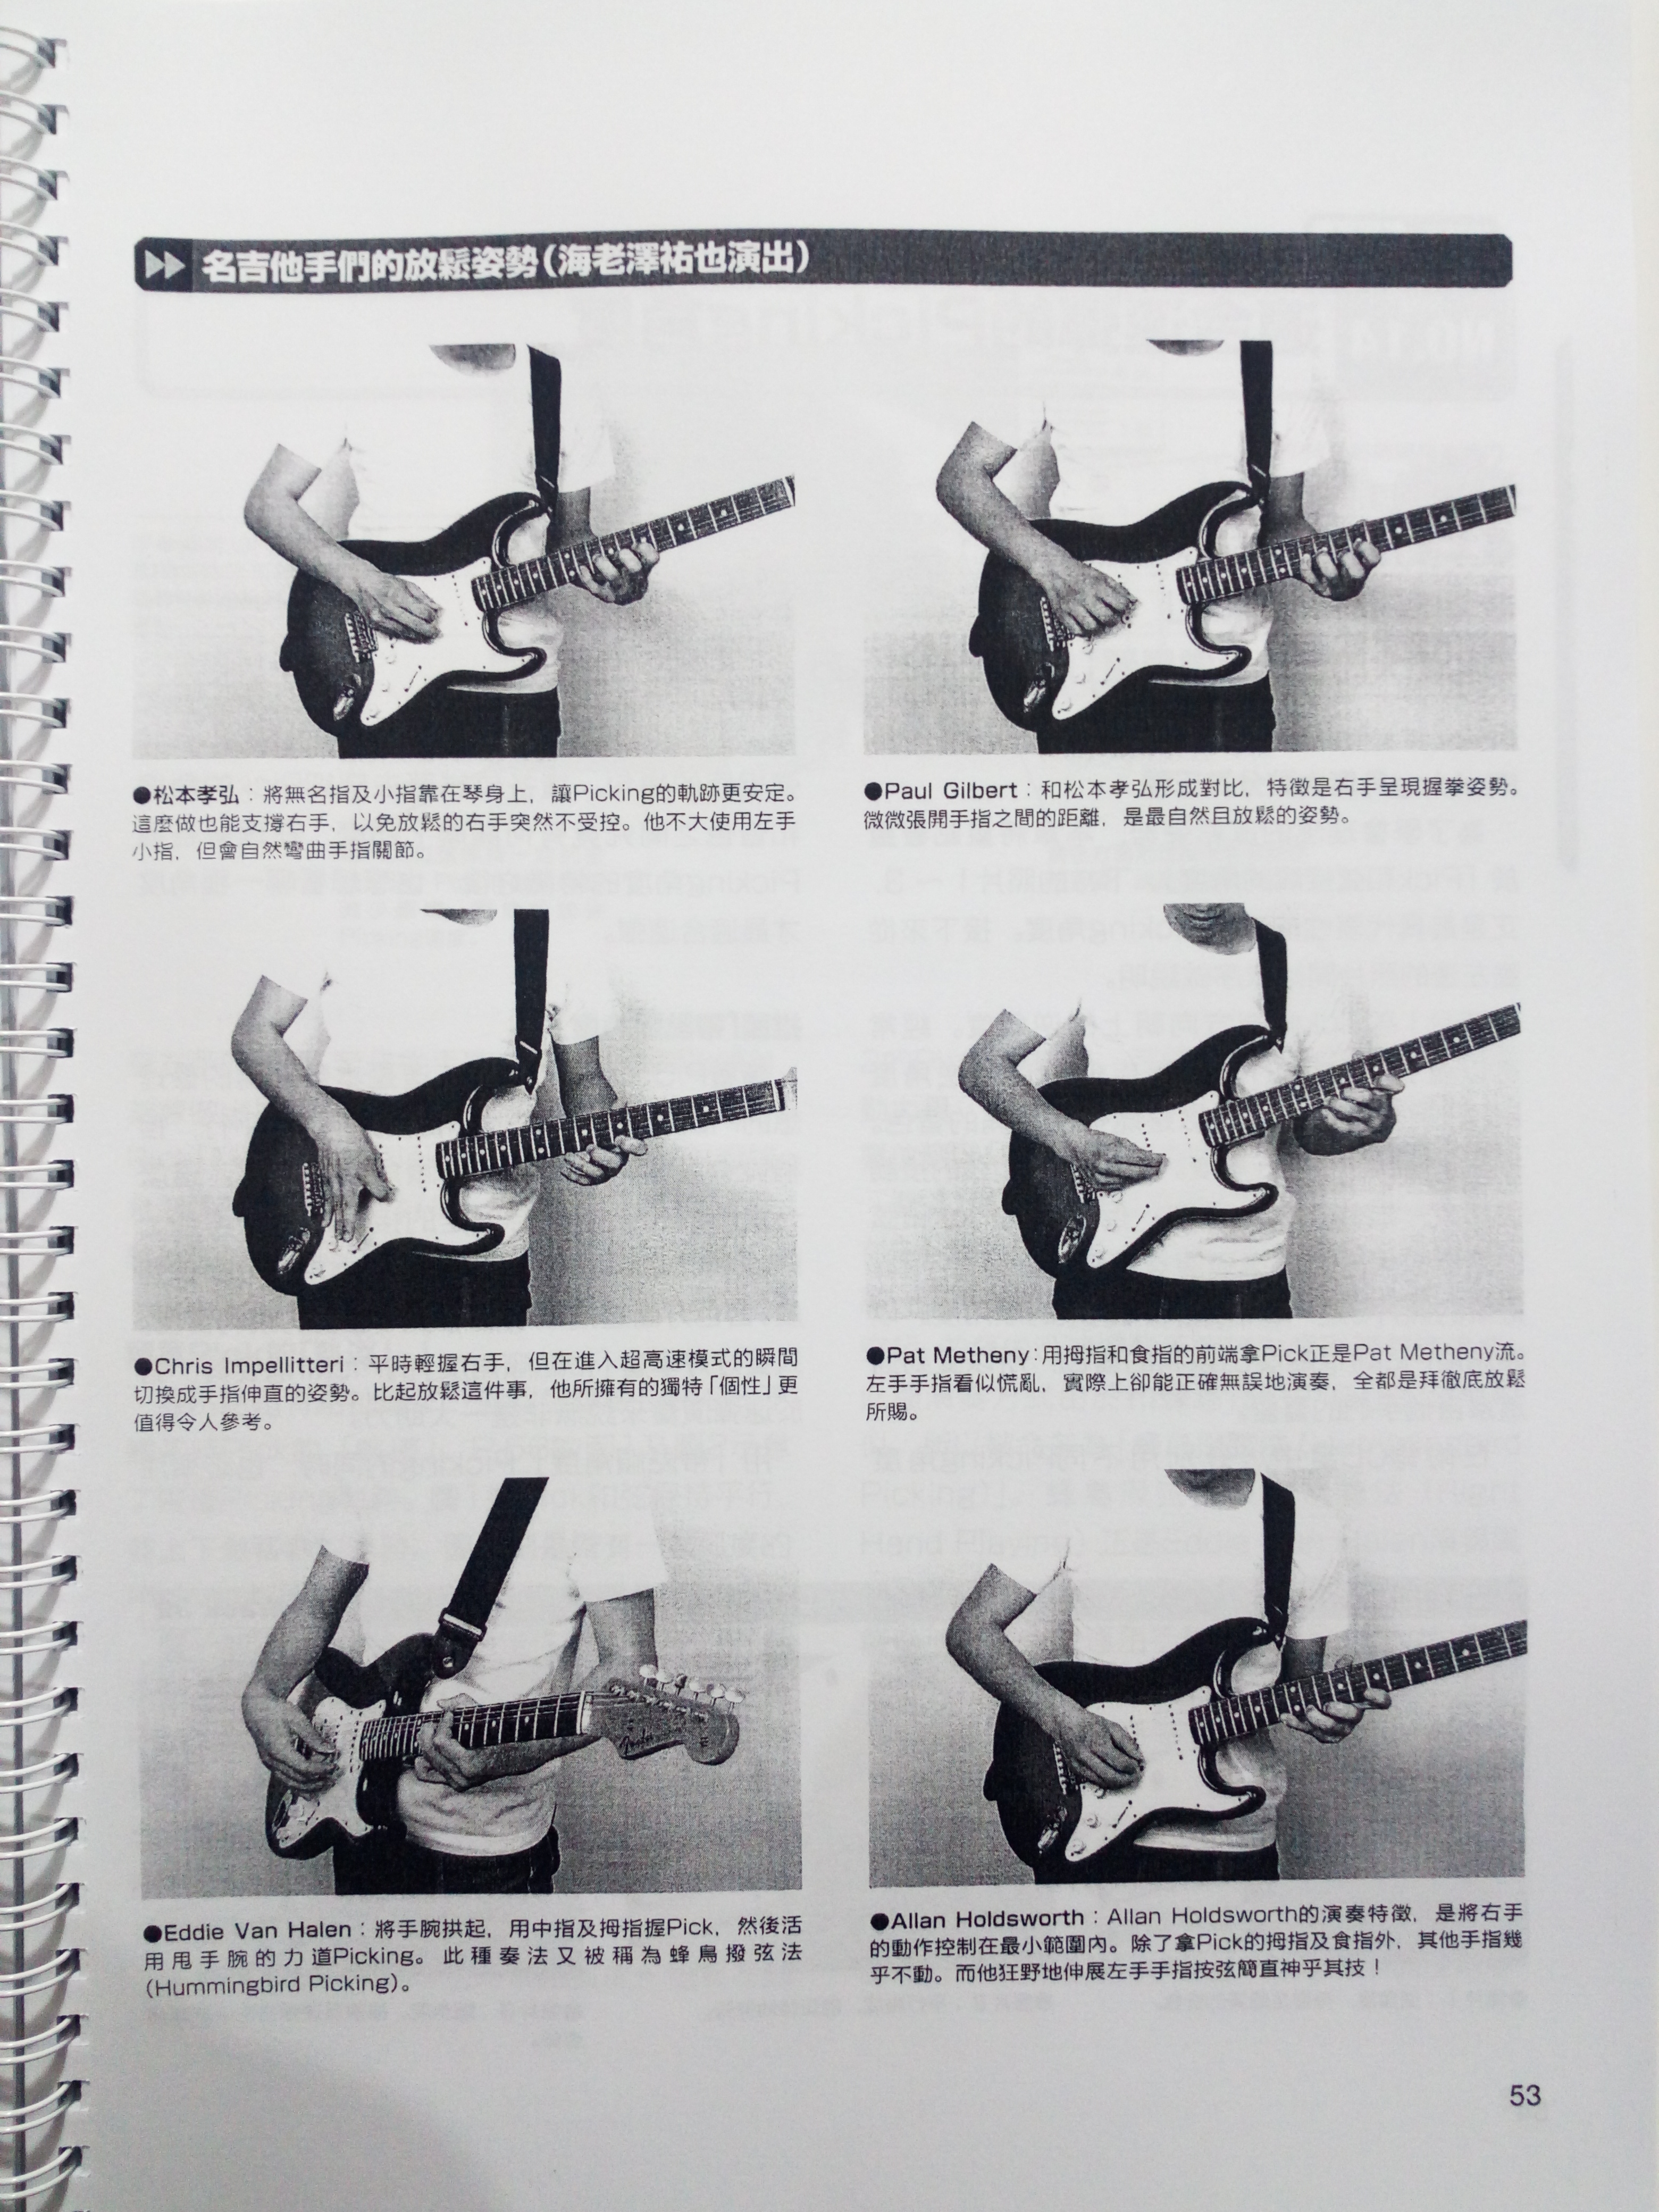 名吉他手們的放鬆姿勢(海老澤祐也演出)
●松本孝弘:將無名指及小指靠在琴身上,讓Picking的軌跡更安定。
這麼做也能支撐右手,以免放鬆的右手突然不受控。他不大使用左手
小指,但會自然彎曲手指關節。
●Paul Gilbert:和松本孝弘形成對比,特徵是右手呈現握拳姿勢。
微微張開手指之間的距離,是最自然且放鬆的姿勢。
●Chris Impellitteri:平時輕握右手,但在進入超高速模式的瞬間
切換成手指伸直的姿勢。比起放鬆這件事,他所擁有的獨特「個性」更
值得令人參考。
●Pat Metheny:用拇指和食指的前端拿Pick正是Pat Metheny流。
左手手指看似慌亂,實際上卻能正確無誤地演奏,全都是拜徹底放鬆
所賜。
Fender
●Eddie Van Halen:將手腕拱起,用中指及拇指握Pick,然後活
用甩手腕的力道Picking。此種奏法又被稱為蜂鳥撥弦法
(Hummingbird Picking)。
●Allan Holdsworth:Allan Holdsworth的演奏特徵,是將右手
的動作控制在最小範圍內。除了拿Pick的拇指及食指外,其他手指幾
乎不動。而他狂野地伸展左手手指按弦簡直神乎其技!
53